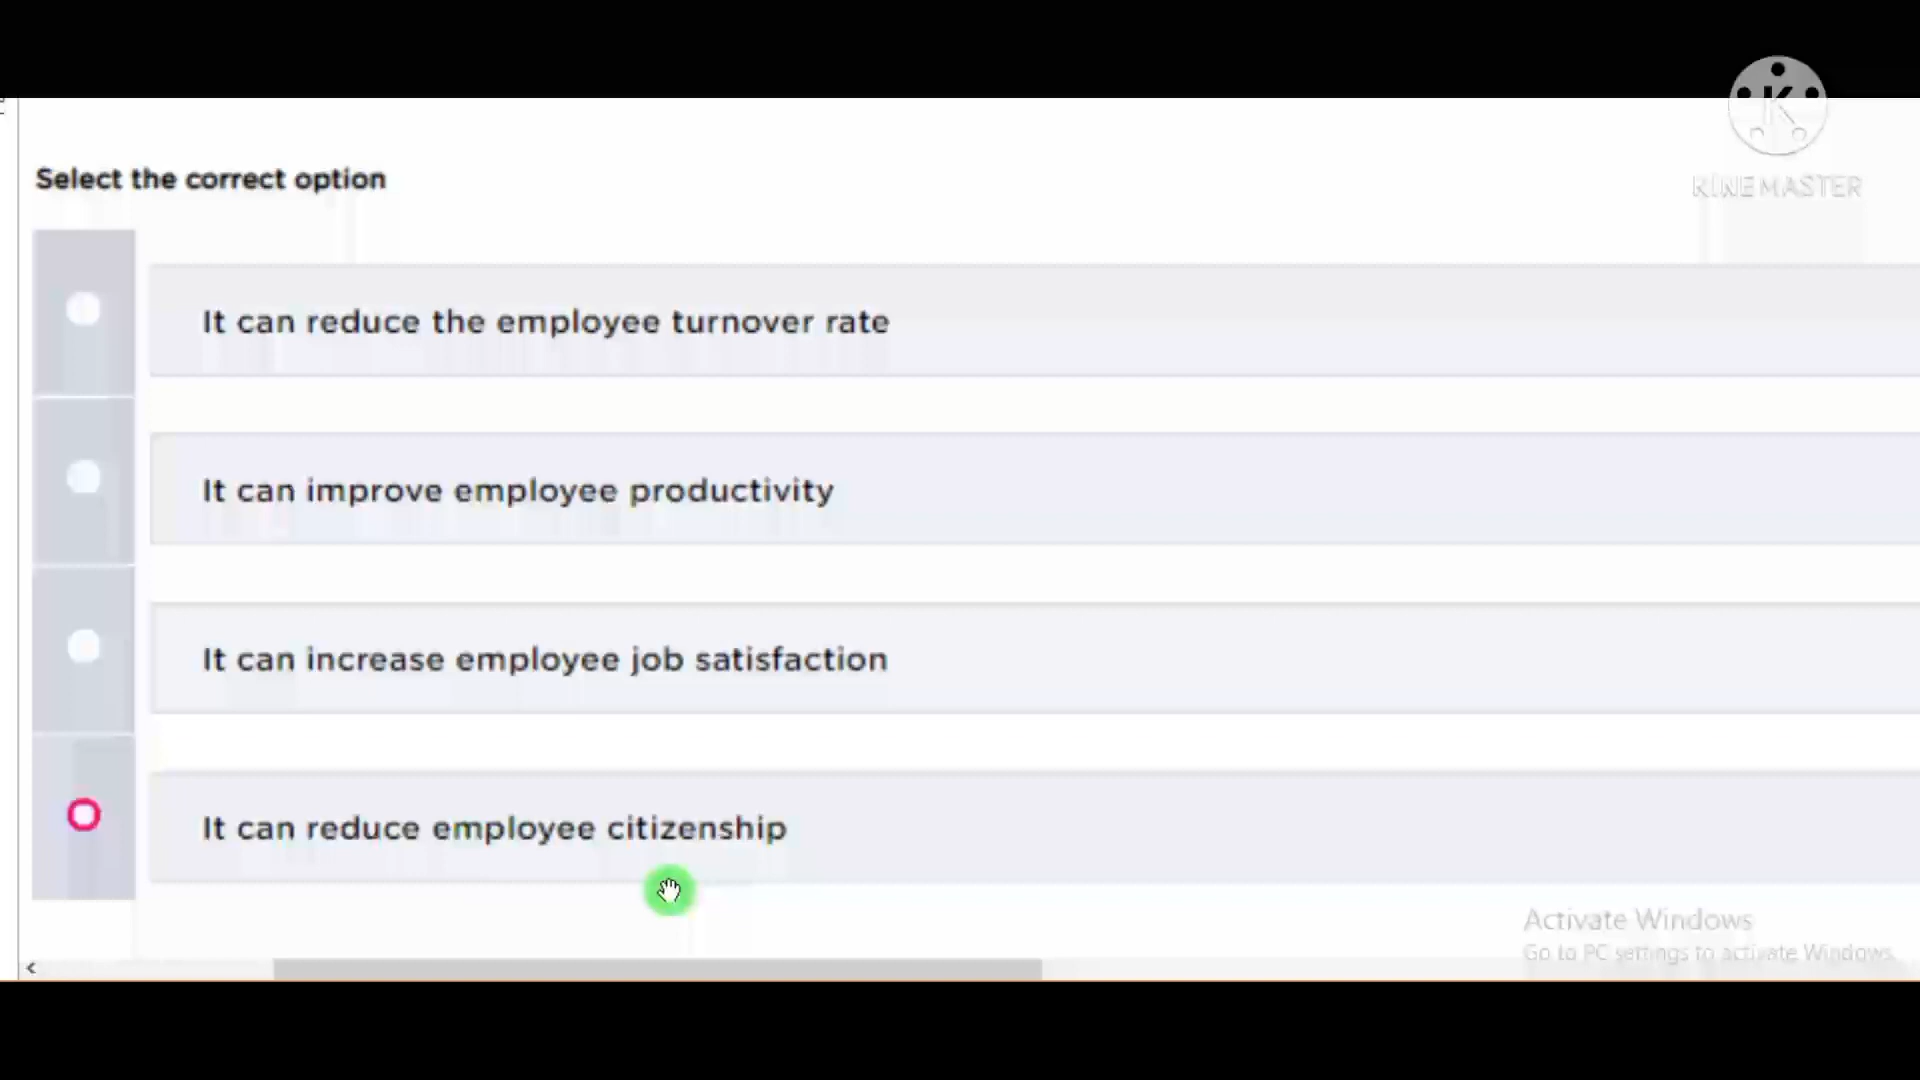 KINEMASTER
Select the correct option
It can reduce the employee turnover rate
It can improve employee productivity
It can increase employee job satisfaction
It can reduce employee citizenship
Activate Windows
Go to PC settings to activate Windows.